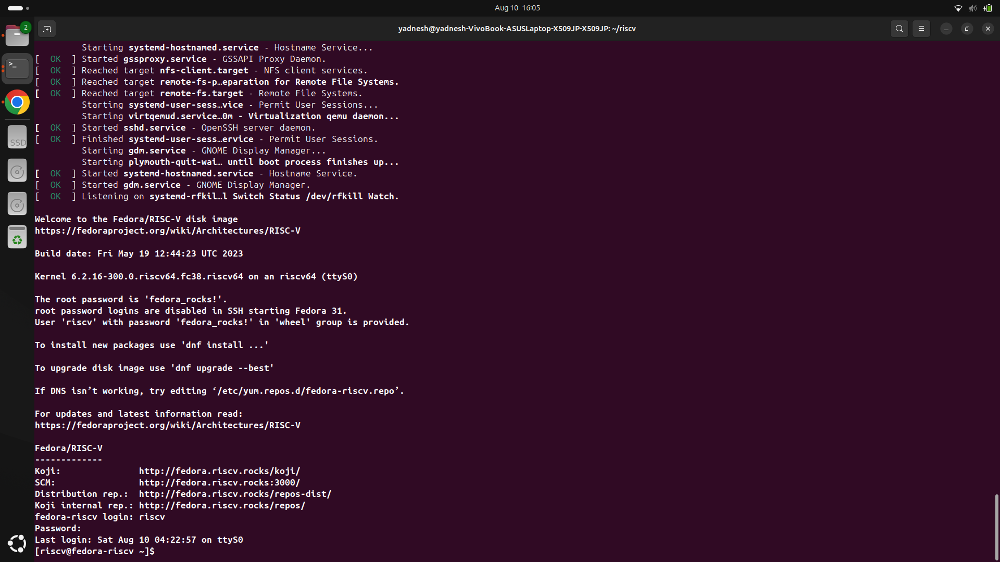 Aug 10 16:05
2
yadnesh@yadnesh-VivoBook-ASUSLaptop-X509JP-X509JP: ~/riscv
>_
SSD
         Starting systemd-hostnamed.service - Hostname Service...
[  OK  ] Started gssproxy.service - GSSAPI Proxy Daemon.
[  OK  ] Reached target nfs-client.target - NFS client services.
[  OK  ] Reached target remote-fs-p…eparation for Remote File Systems.
[  OK  ] Reached target remote-fs.target - Remote File Systems.
         Starting systemd-user-sess…vice - Permit User Sessions...
         Starting virtqemud.service…0m - Virtualization qemu daemon...
[  OK  ] Started sshd.service - OpenSSH server daemon.
[  OK  ] Finished systemd-user-sess…ervice - Permit User Sessions.
         Starting gdm.service - GNOME Display Manager...
         Starting plymouth-quit-wai… until boot process finishes up...
[  OK  ] Started systemd-hostnamed.service - Hostname Service.
[  OK  ] Started gdm.service - GNOME Display Manager.
[  OK  ] Listening on systemd-rfkil…l Switch Status /dev/rfkill Watch.
Welcome to the Fedora/RISC-V disk image
https://fedoraproject.org/wiki/Architectures/RISC-V
Build date: Fri May 19 12:44:23 UTC 2023
Kernel 6.2.16-300.0.riscv64.fc38.riscv64 on an riscv64 (ttyS0)
The root password is 'fedora_rocks!'.
root password logins are disabled in SSH starting Fedora 31.
User 'riscv' with password 'fedora_rocks!' in 'wheel' group is provided.
To install new packages use 'dnf install ...'
To upgrade disk image use 'dnf upgrade --best'
If DNS isn’t working, try editing ‘/etc/yum.repos.d/fedora-riscv.repo’.
For updates and latest information read:
https://fedoraproject.org/wiki/Architectures/RISC-V
Fedora/RISC-V
-------------
Koji:               http://fedora.riscv.rocks/koji/
SCM:                http://fedora.riscv.rocks:3000/
Distribution rep.:  http://fedora.riscv.rocks/repos-dist/
Koji internal rep.: http://fedora.riscv.rocks/repos/
fedora-riscv login: riscv
Password:
Last login: Sat Aug 10 04:22:57 on ttyS0
[riscv@fedora-riscv ~]$